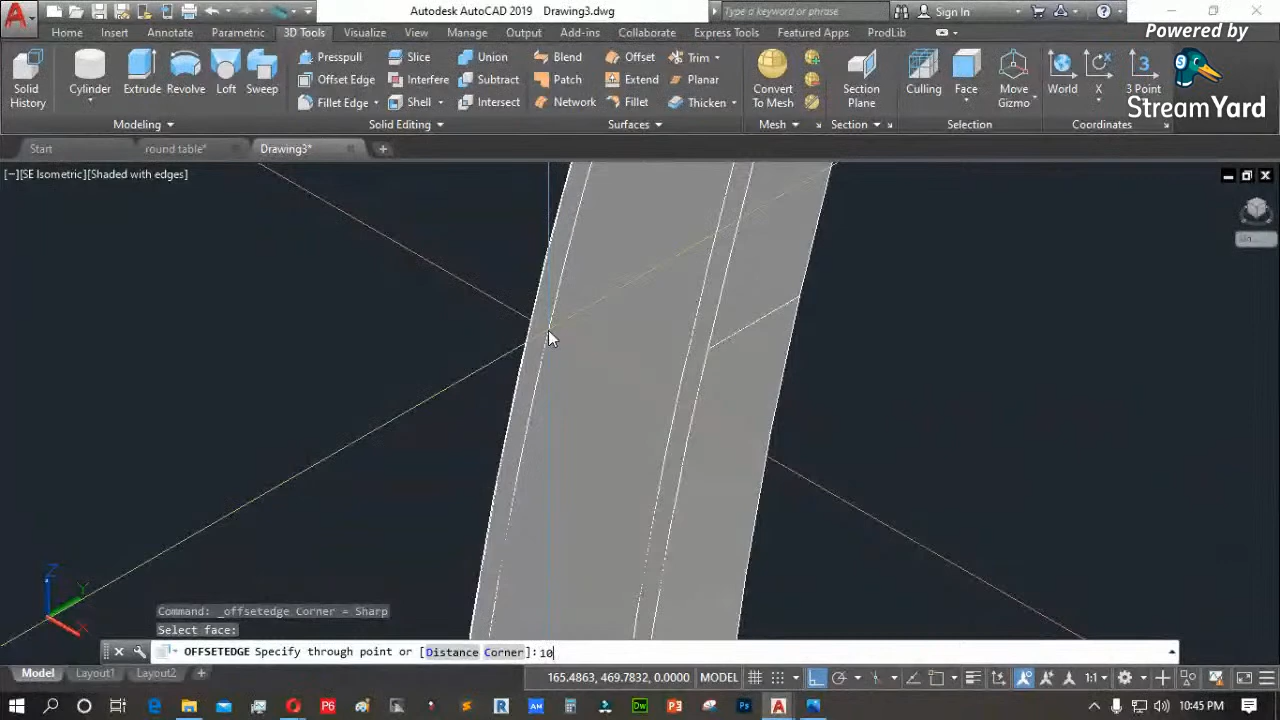 Autodesk AutoCAD 2019 Drawing3.dwg
Type a keyword or phrase
Sign In
Powered by
StreamYard
Home Insert Annotate Parametric 3D Tools Visualize View Manage Output Add-ins Collaborate Express Tools Featured Apps ProdLib
Presspull Slice Union Blend Offset Trim
Solid History Cylinder Extrude Revolve Loft Sweep Offset Edge Interfere Subtract Patch Extend Planar Convert To Mesh Section Plane Culling Face Move Gizmo World X 3 Point
Fillet Edge Shell Intersect Network Fillet Thicken
Modeling Solid Editing Surfaces Mesh Section Selection Coordinates
Start round table* Drawing3*
[−][SE Isometric][Shaded with edges]
Z
Y
X
Command: _offsetedge Corner = Sharp
Select face:
OFFSETEDGE Specify through point or [Distance Corner]: 10
Model Layout1 Layout2
165.4863, 469.7832, 0.0000 MODEL
1:1
10:45 PM